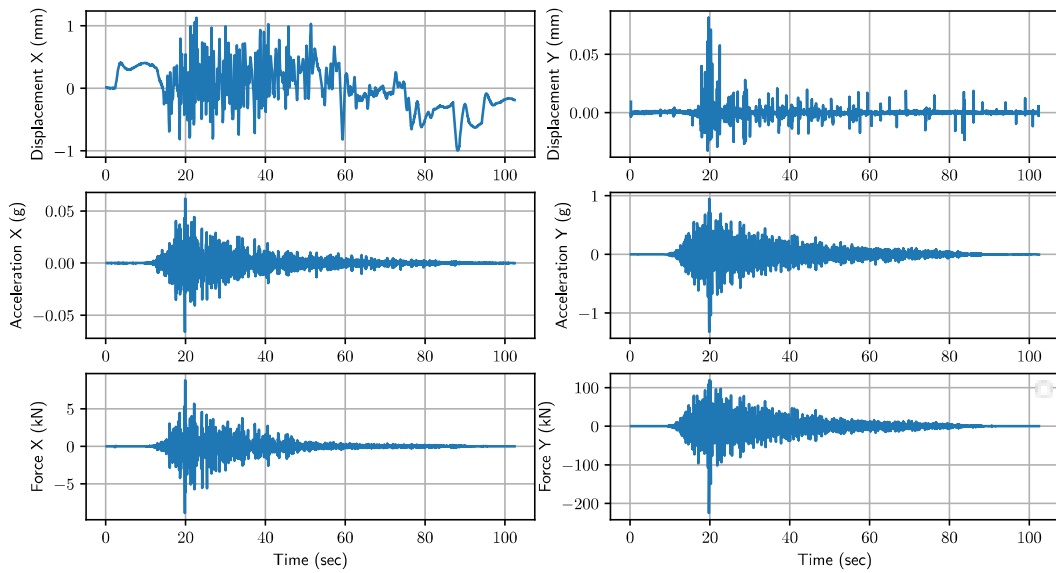 Displacement X (mm)
1
0
−1
0 20 40 60 80 100
Displacement Y (mm)
0.05
0.00
0 20 40 60 80 100
Acceleration X (g)
0.05
0.00
−0.05
0 20 40 60 80 100
Acceleration Y (g)
1
0
−1
0 20 40 60 80 100
Force X (kN)
5
0
−5
0 20 40 60 80 100
Time (sec)
Force Y (kN)
100
0
−100
−200
0 20 40 60 80 100
Time (sec)